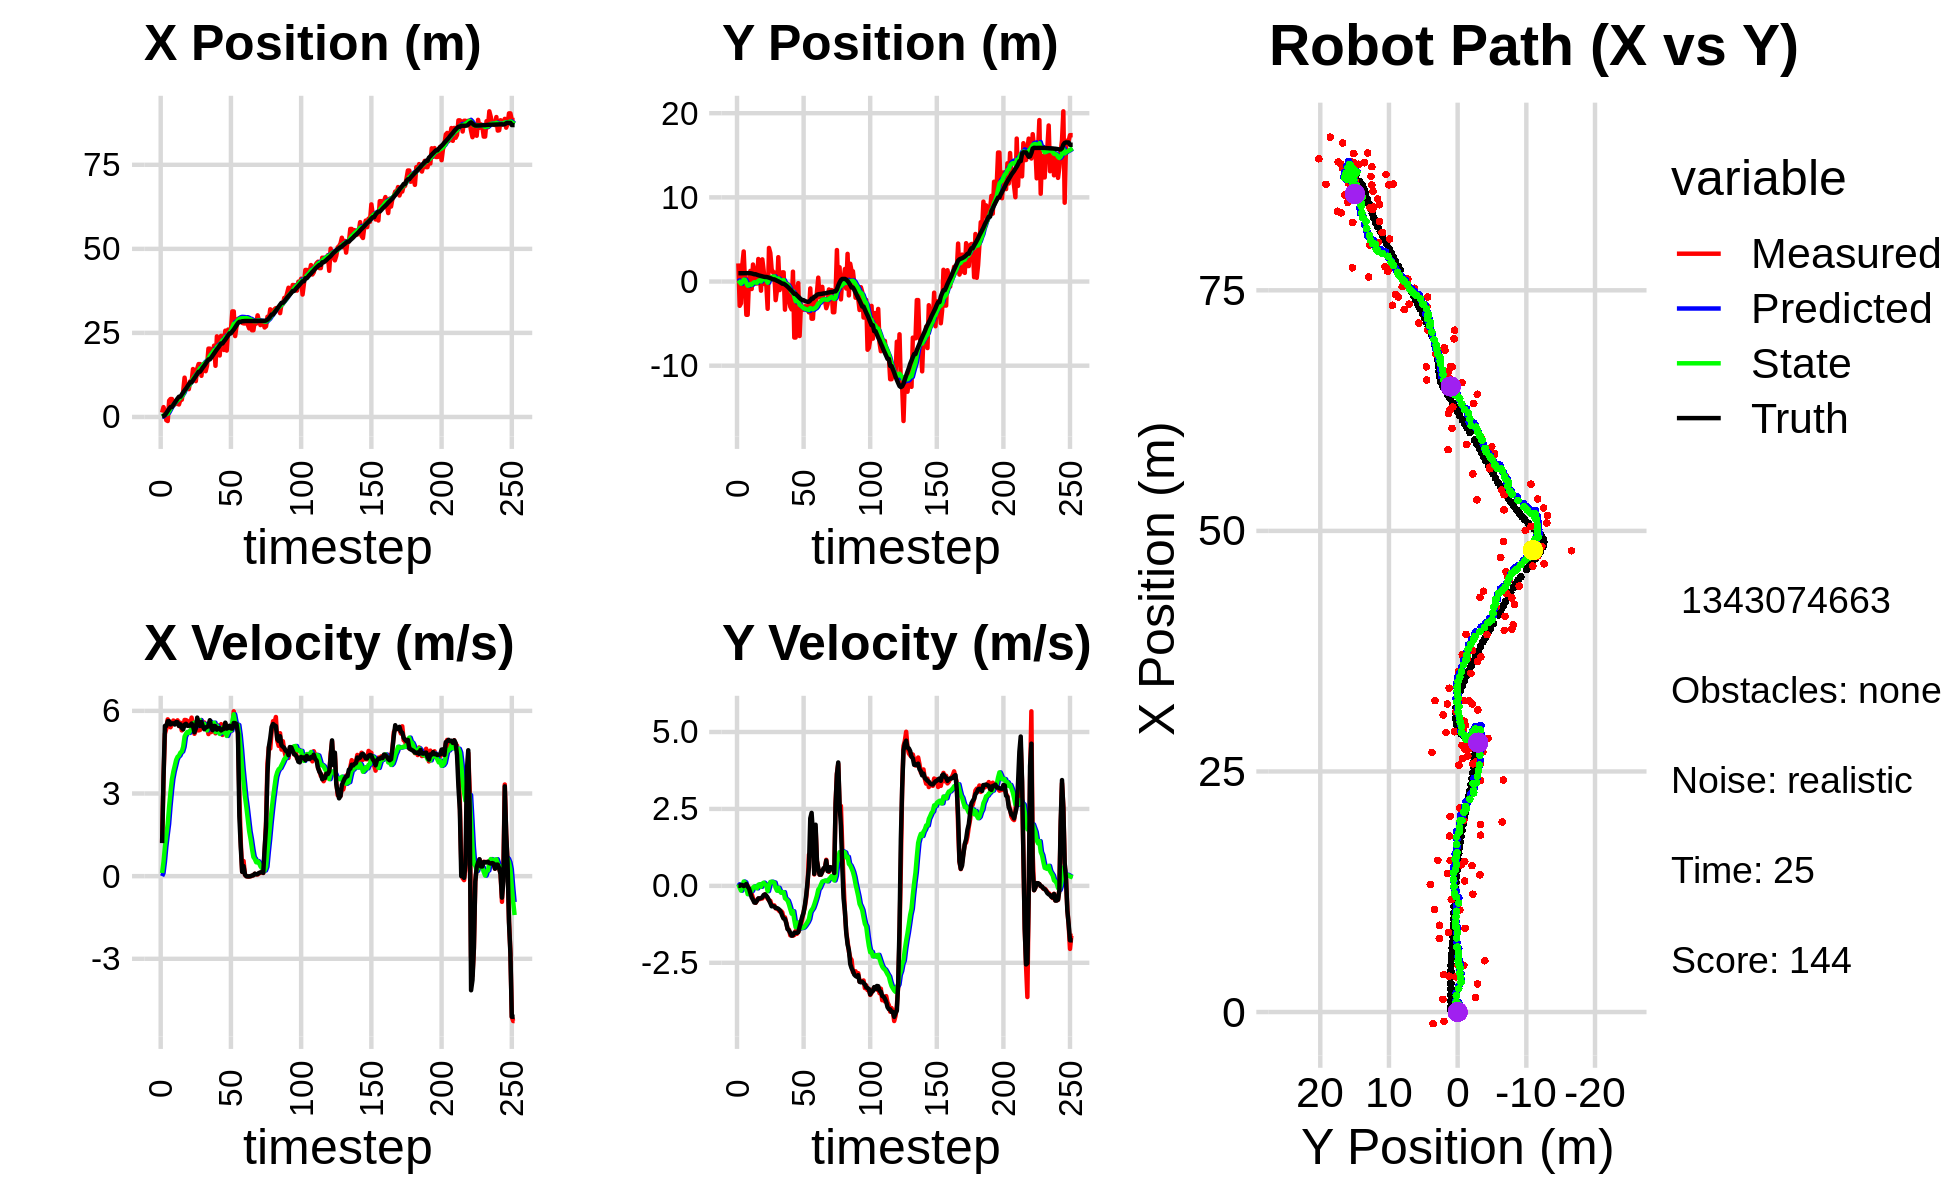 X Position (m)
75
50
25
0
0
50
100
150
200
250
timestep
Y Position (m)
20
10
0
-10
0
50
100
150
200
250
timestep
X Velocity (m/s)
6
3
0
-3
0
50
100
150
200
250
timestep
Y Velocity (m/s)
5.0
2.5
0.0
-2.5
0
50
100
150
200
250
timestep
Robot Path (X vs Y)
X Position (m)
75
50
25
0
20 10 0 -10 -20
Y Position (m)
variable
Measured
Predicted
State
Truth
1343074663
Obstacles: none
Noise: realistic
Time: 25
Score: 144